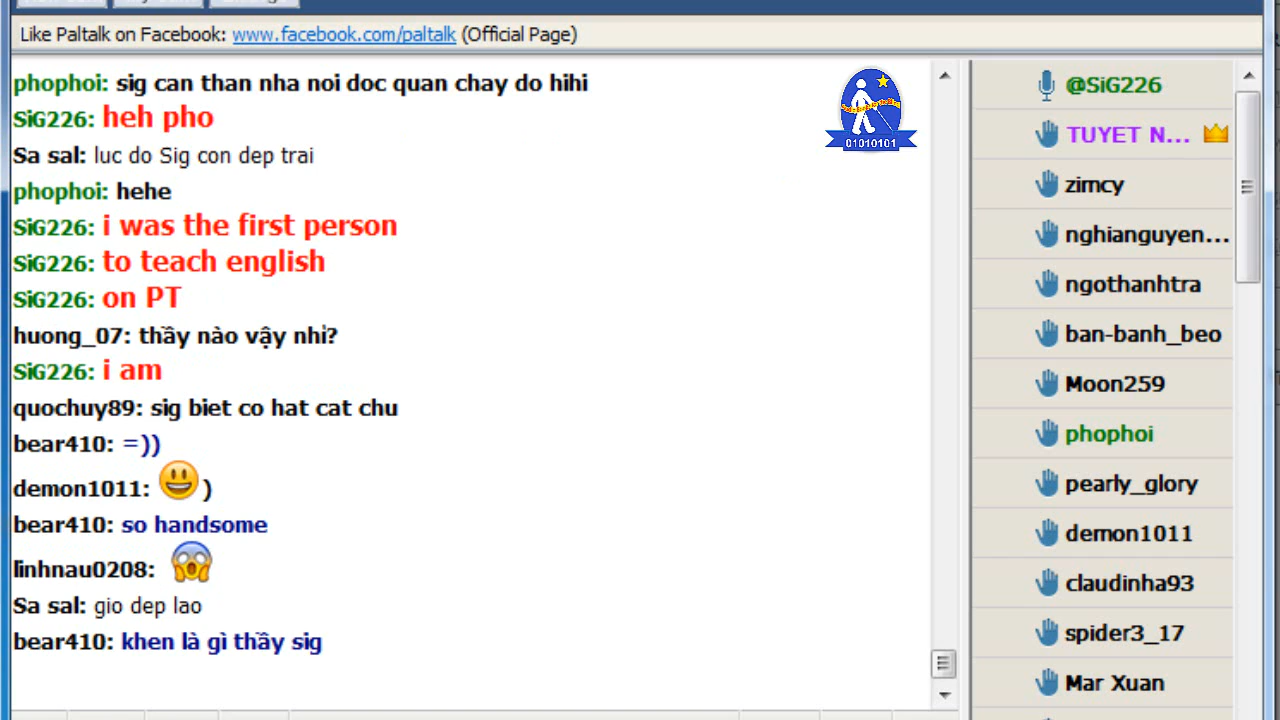 Like Paltalk on Facebook: www.facebook.com/paltalk (Official Page)
phophoi: sig can than nha noi doc quan chay do hihi
SiG226: heh pho
Sa sal: luc do Sig con dep trai
phophoi: hehe
SiG226: i was the first person
SiG226: to teach english
SiG226: on PT
huong_07: thầy nào vậy nhỉ?
SiG226: i am
quochuy89: sig biet co hat cat chu
bear410: =))
demon1011: )
bear410: so handsome
linhnau0208:
Sa sal: gio dep lao
bear410: khen là gì thầy sig
01010101
@SiG226
TUYET N...
zimcy
nghianguyen...
ngothanhtra
ban-banh_beo
Moon259
phophoi
pearly_glory
demon1011
claudinha93
spider3_17
Mar Xuan